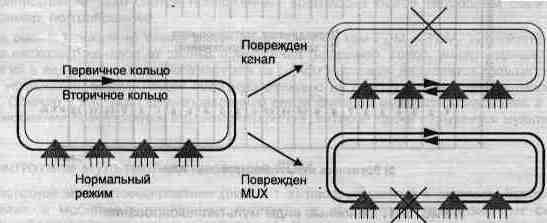 Первичное кольцо
Вторичное кольцо
Нормальный
режим
Поврежден
канал
Поврежден
MUX